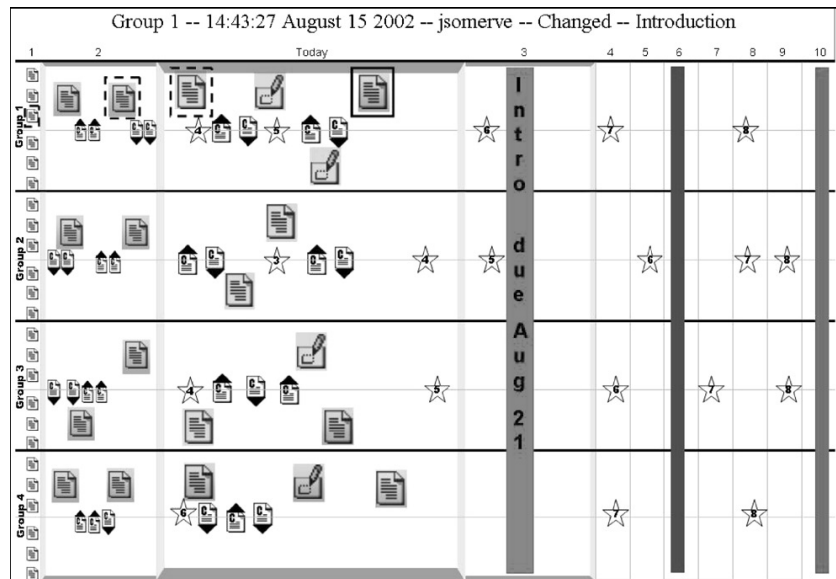 Group 1 -- 14:43:27 August 15 2002 -- jsomerve -- Changed -- Introduction
1 2 Today 3 4 5 6 7 8 9 10
Group 1
4 5 6 7 8
Group 2
3 4 5 6 7 8
Group 3
4 5 6 7 8
Group 4
6 7 8
Intro due Aug 21